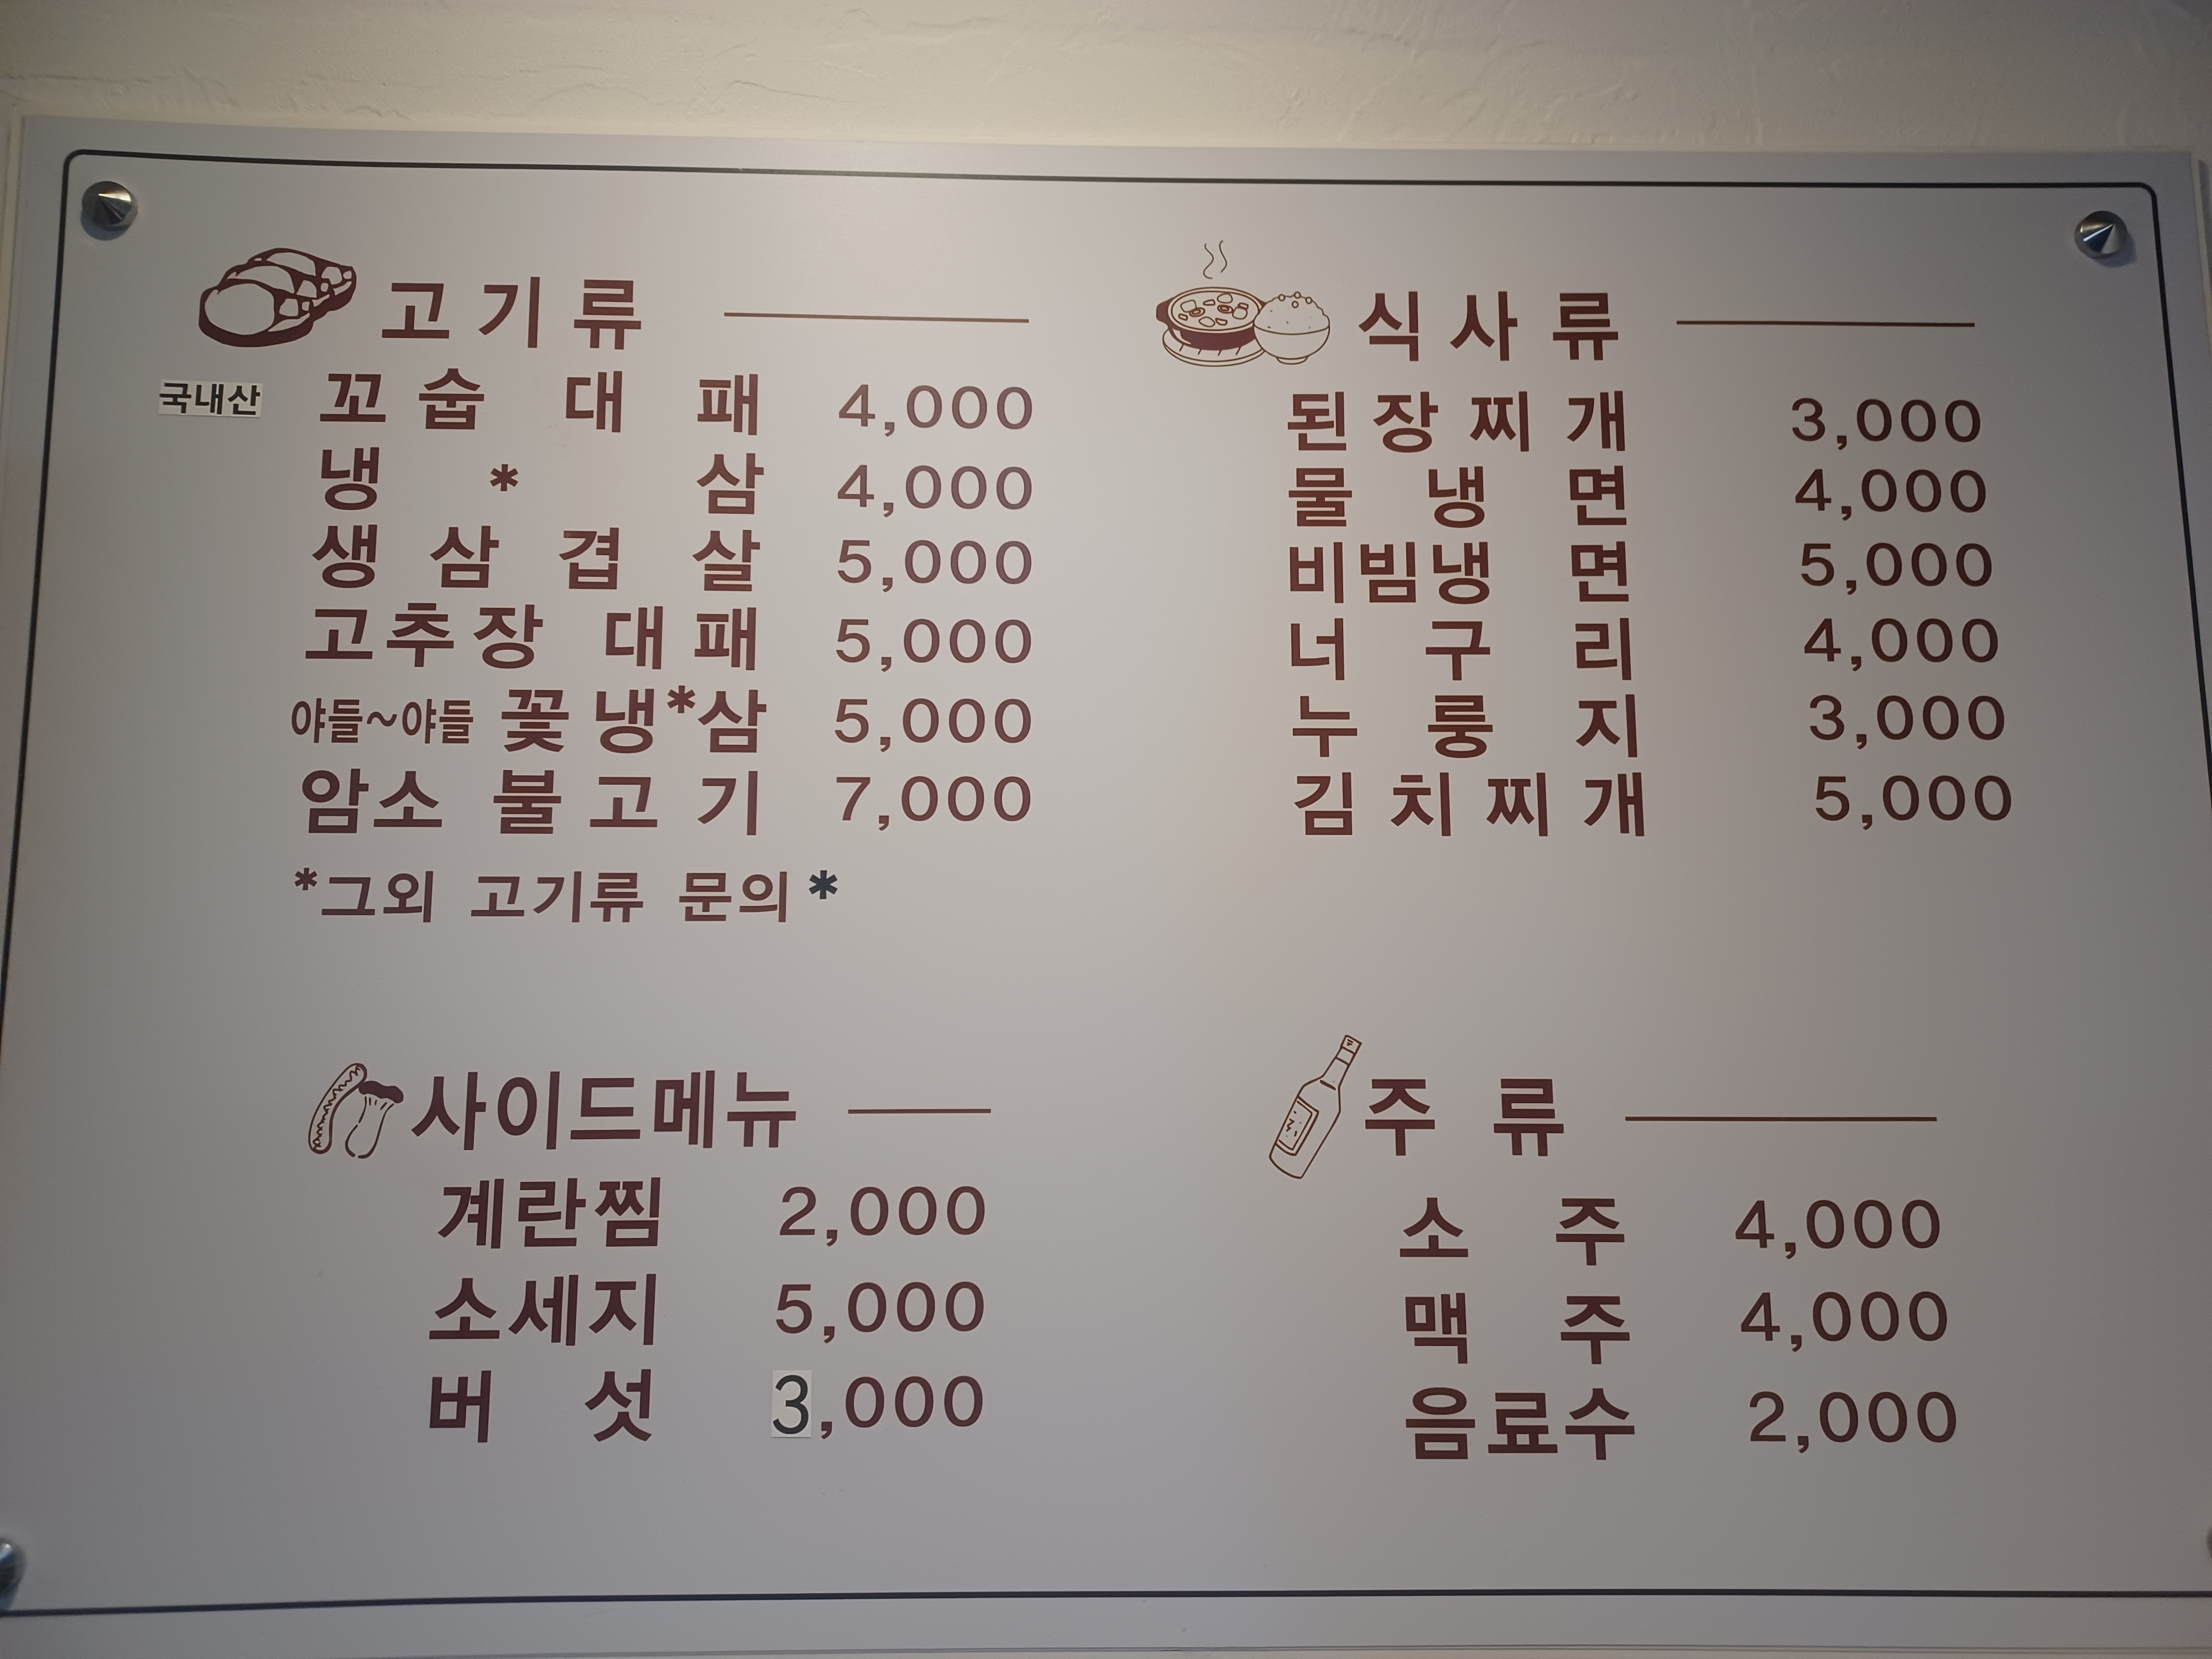 고기류
국내산 꼬숩 대패 4,000
냉*삼 4,000
생삼겹살 5,000
고추장 대패 5,000
야들~야들 꽃냉*삼 5,000
암소 불고기 7,000
*그외 고기류 문의*
식사류
된장찌개 3,000
물냉면 4,000
비빔냉면 5,000
너구리 4,000
누룽지 3,000
김치찌개 5,000
사이드메뉴
계란찜 2,000
소세지 5,000
버섯 3,000
주류
소주 4,000
맥주 4,000
음료수 2,000